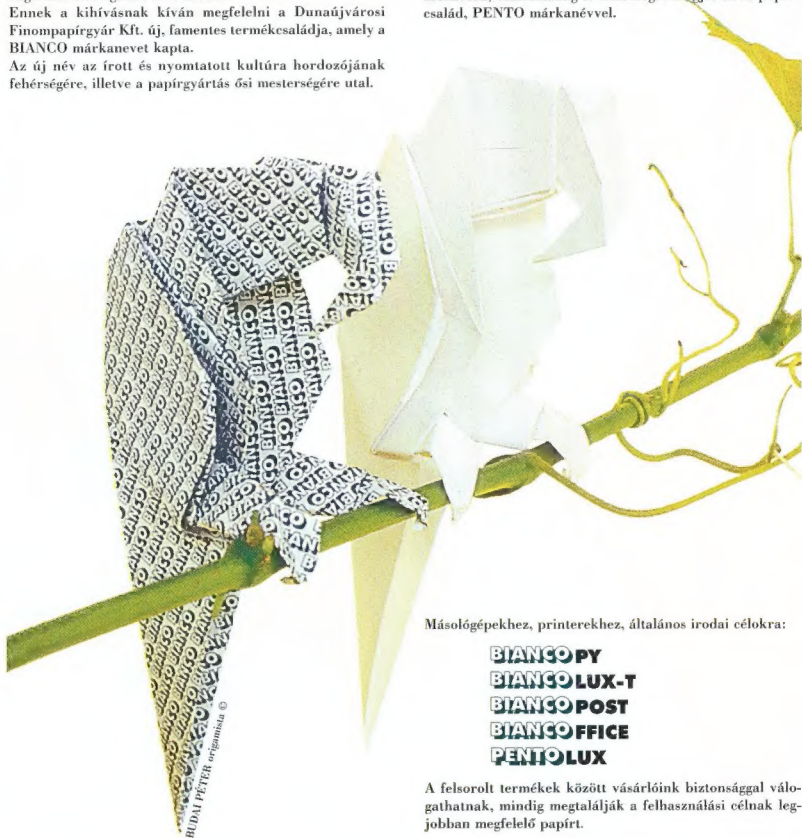 Ennek a kihívásnak kíván megfelelni a Dunaújvárosi
Finompapírgyár Kft. új, famentes termékcsaládja, amely a
BIANCO márkanevet kapta.
Az új név az írott és nyomtatott kultúra hordozójának
fehérségére, illetve a papírgyártás ősi mesterségére utal.
család, PENTO márkanévvel.
BUDAI PÉTER origamista ©
Másológépekhez, printerekhez, általános irodai célokra:
BIANCOPY
BIANCOLUX-T
BIANCOPOST
BIANCOFFICE
PENTOLUX
A felsorolt termékek között vásárlóink biztonsággal válo-
gathatnak, mindig megtalálják a felhasználási célnak leg-
jobban megfelelő papírt.